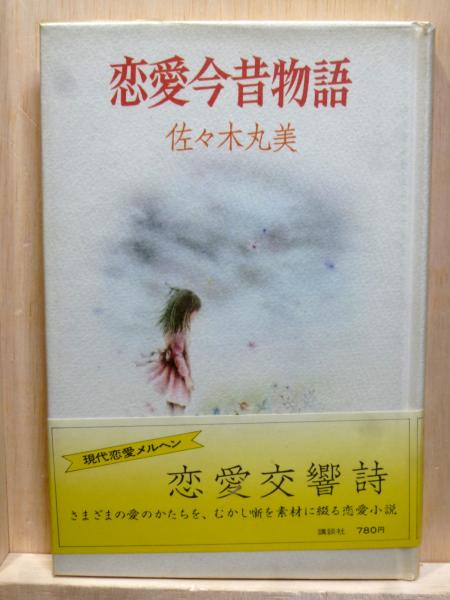 恋愛今昔物語
佐々木丸美
現代恋愛メルヘン
恋愛交響詩
さまざまの愛のかたちを、むかし噺を素材に綴る恋愛小説
講談社 780円